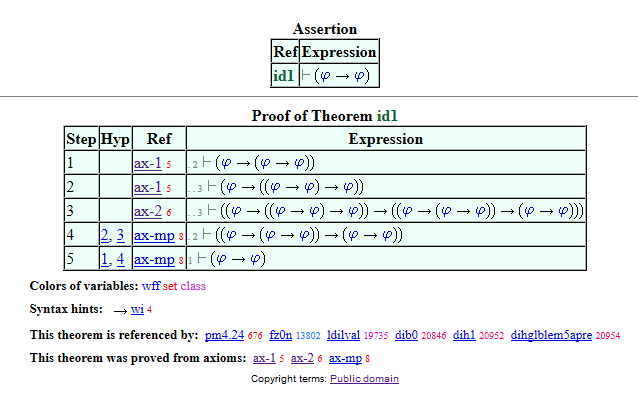 Assertion
Ref Expression
id1 ⊢ (φ → φ)
Proof of Theorem id1
Step Hyp Ref Expression
1 ax-1 5 . 2 ⊢ (φ → (φ → φ))
2 ax-1 5 . . 3 ⊢ (φ → ((φ → φ) → φ))
3 ax-2 6 . . 3 ⊢ ((φ → ((φ → φ) → φ)) → ((φ → (φ → φ)) → (φ → φ)))
4 2, 3 ax-mp 8 . 2 ⊢ ((φ → (φ → φ)) → (φ → φ))
5 1, 4 ax-mp 8 1 ⊢ (φ → φ)
Colors of variables: wff set class
Syntax hints: → wi 4
This theorem is referenced by: pm4.24 676 fz0n 13802 ldilval 19735 dib0 20846 dih1 20952 dihglblem5apre 20954
This theorem was proved from axioms: ax-1 5 ax-2 6 ax-mp 8
Copyright terms: Public domain